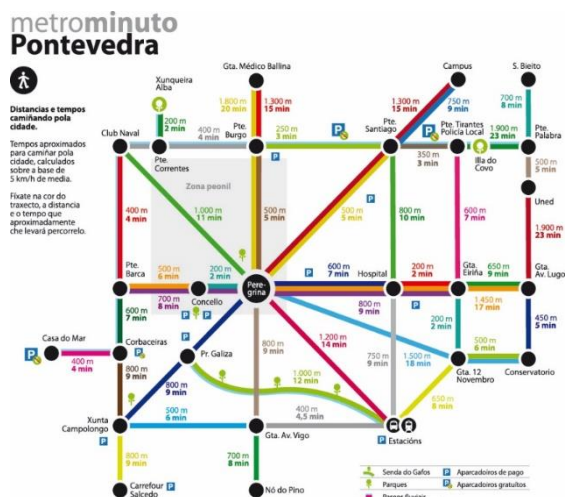 metrominuto
Pontevedra
Distancias e tempos
camiñando pola
cidade.
Tempos aproximados
para camiñar pola
cidade, calculados
sobre a base de
5 km/h de media.
Fíxate na cor do
traxecto, a distancia
e o tempo que
aproximadamente
che levará percorrelo.
Xunqueira
Alba
Gta. Médico Ballina
Campus
S. Bieito
200 m
2 min
1.800 m
20 min
1.300 m
15 min
1.300 m
15 min
750 m
9 min
700 m
8 min
Club Naval
400 m
4 min
Pte.
Burgo
250 m
3 min
Pte.
Santiago
Pte. Tirantes
Policía Local
1.900 m
23 min
Pte.
Palabra
Pte.
Correntes
350 m
3 min
Illa do
Covo
Zona peonil
500 m
5 min
Uned
400 m
4 min
1.000 m
11 min
500 m
5 min
500 m
5 min
800 m
10 min
600 m
7 min
1.900 m
23 min
Pte.
Barca
500 m
6 min
200 m
2 min
Pere-
grina
600 m
7 min
Hospital
200 m
2 min
Gta.
Eiriña
650 m
9 min
Gta.
Av. Lugo
700 m
8 min
Concello
800 m
9 min
1.450 m
17 min
600 m
7 min
Casa do Mar
Corbaceiras
400 m
4 min
Pr. Galiza
800 m
9 min
1.200 m
14 min
750 m
9 min
200 m
2 min
450 m
5 min
1.500 m
18 min
500 m
6 min
Gta. 12
Novembro
Conservatorio
800 m
9 min
800 m
9 min
1.000 m
12 min
650 m
8 min
Xunta
Campolongo
500 m
6 min
400 m
4,5 min
Gta. Av. Vigo
Estacións
800 m
9 min
700 m
8 min
Carrefour
Salcedo
Nó do Pino
Senda do Gafos
Parques
P Aparcadoiros de pago
P Aparcadoiros gratuítos